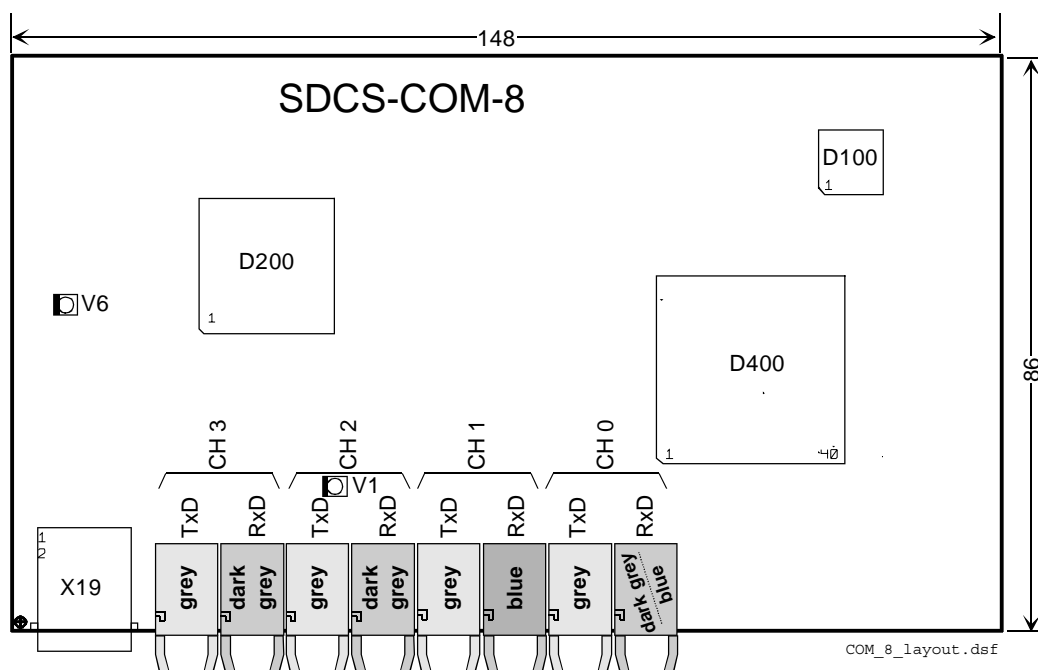 148
SDCS-COM-8
D100
1
D200
1
V6
86
D400
1
40
CH 3
CH 2
CH 1
CH 0
V1
TxD
RxD
TxD
RxD
TxD
RxD
TxD
RxD
1
2
X19
grey
dark grey
grey
dark grey
grey
blue
grey
dark grey
blue
COM_8_layout.dsf